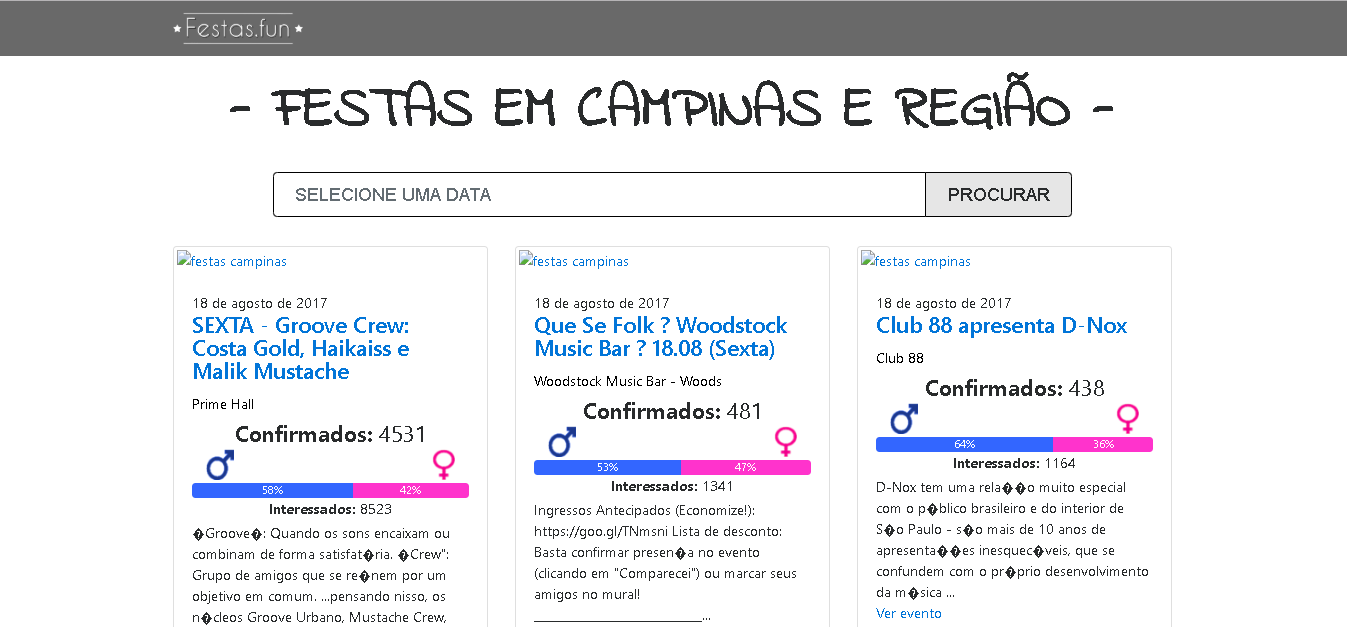 Festas.fun
- FESTAS EM CAMPINAS E REGIÃO -
SELECIONE UMA DATA
PROCURAR
festas campinas
18 de agosto de 2017
SEXTA - Groove Crew:
Costa Gold, Haikaiss e
Malik Mustache
Prime Hall
Confirmados: 4531
58%
42%
Interessados: 8523
�Groove�: Quando os sons encaixam ou
combinam de forma satisfat�ria. �Crew":
Grupo de amigos que se re�nem por um
objetivo em comum. ...pensando nisso, os
n�cleos Groove Urbano, Mustache Crew,
festas campinas
18 de agosto de 2017
Que Se Folk ? Woodstock
Music Bar ? 18.08 (Sexta)
Woodstock Music Bar - Woods
Confirmados: 481
53%
47%
Interessados: 1341
Ingressos Antecipados (Economize!):
https://goo.gl/TNmsni Lista de desconto:
Basta confirmar presen�a no evento
(clicando em "Comparecei") ou marcar seus
amigos no mural!
________________________...
festas campinas
18 de agosto de 2017
Club 88 apresenta D-Nox
Club 88
Confirmados: 438
64%
36%
Interessados: 1164
D-Nox tem uma rela��o muito especial
com o p�blico brasileiro e do interior de
S�o Paulo - s�o mais de 10 anos de
apresenta��es inesquec�veis, que se
confundem com o pr�prio desenvolvimento
da m�sica ...
Ver evento